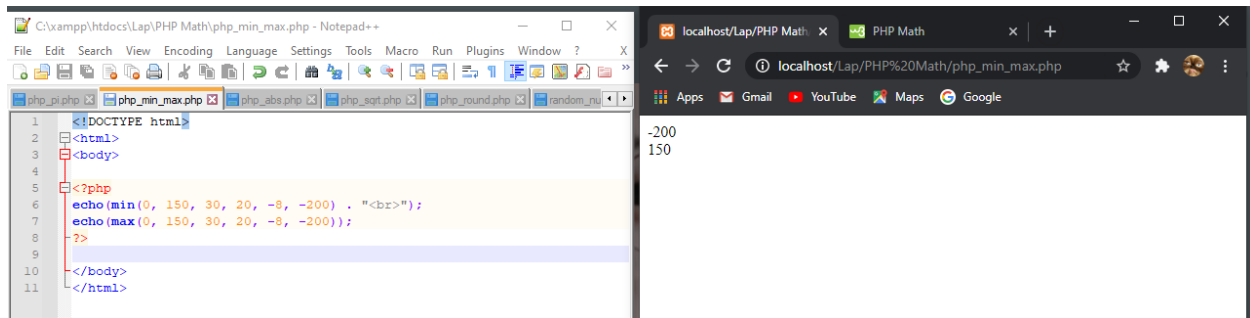 C:\xampp\htdocs\Lap\PHP Math\php_min_max.php - Notepad++
File Edit Search View Encoding Language Settings Tools Macro Run Plugins Window ? X
php_pi.php php_min_max.php php_abs.php php_sqrt.php php_round.php random_nu
1 <!DOCTYPE html>
2 <html>
3 <body>
4
5 <?php
6 echo(min(0, 150, 30, 20, -8, -200) . "<br>");
7 echo(max(0, 150, 30, 20, -8, -200));
8 ?>
9
10 </body>
11 </html>
localhost/Lap/PHP Math PHP Math
localhost/Lap/PHP%20Math/php_min_max.php
Apps Gmail YouTube Maps Google
-200
150